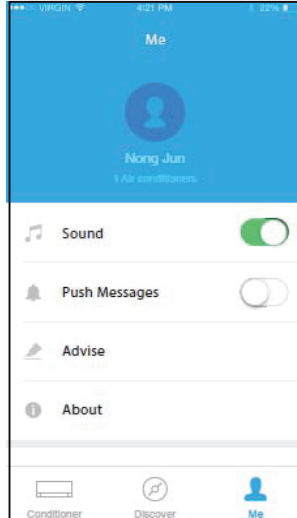 VIRGIN 4:21 PM 22%
Me
Nong Jun
1 Air conditioners
Sound
Push Messages
Advise
About
Conditioner Discover Me